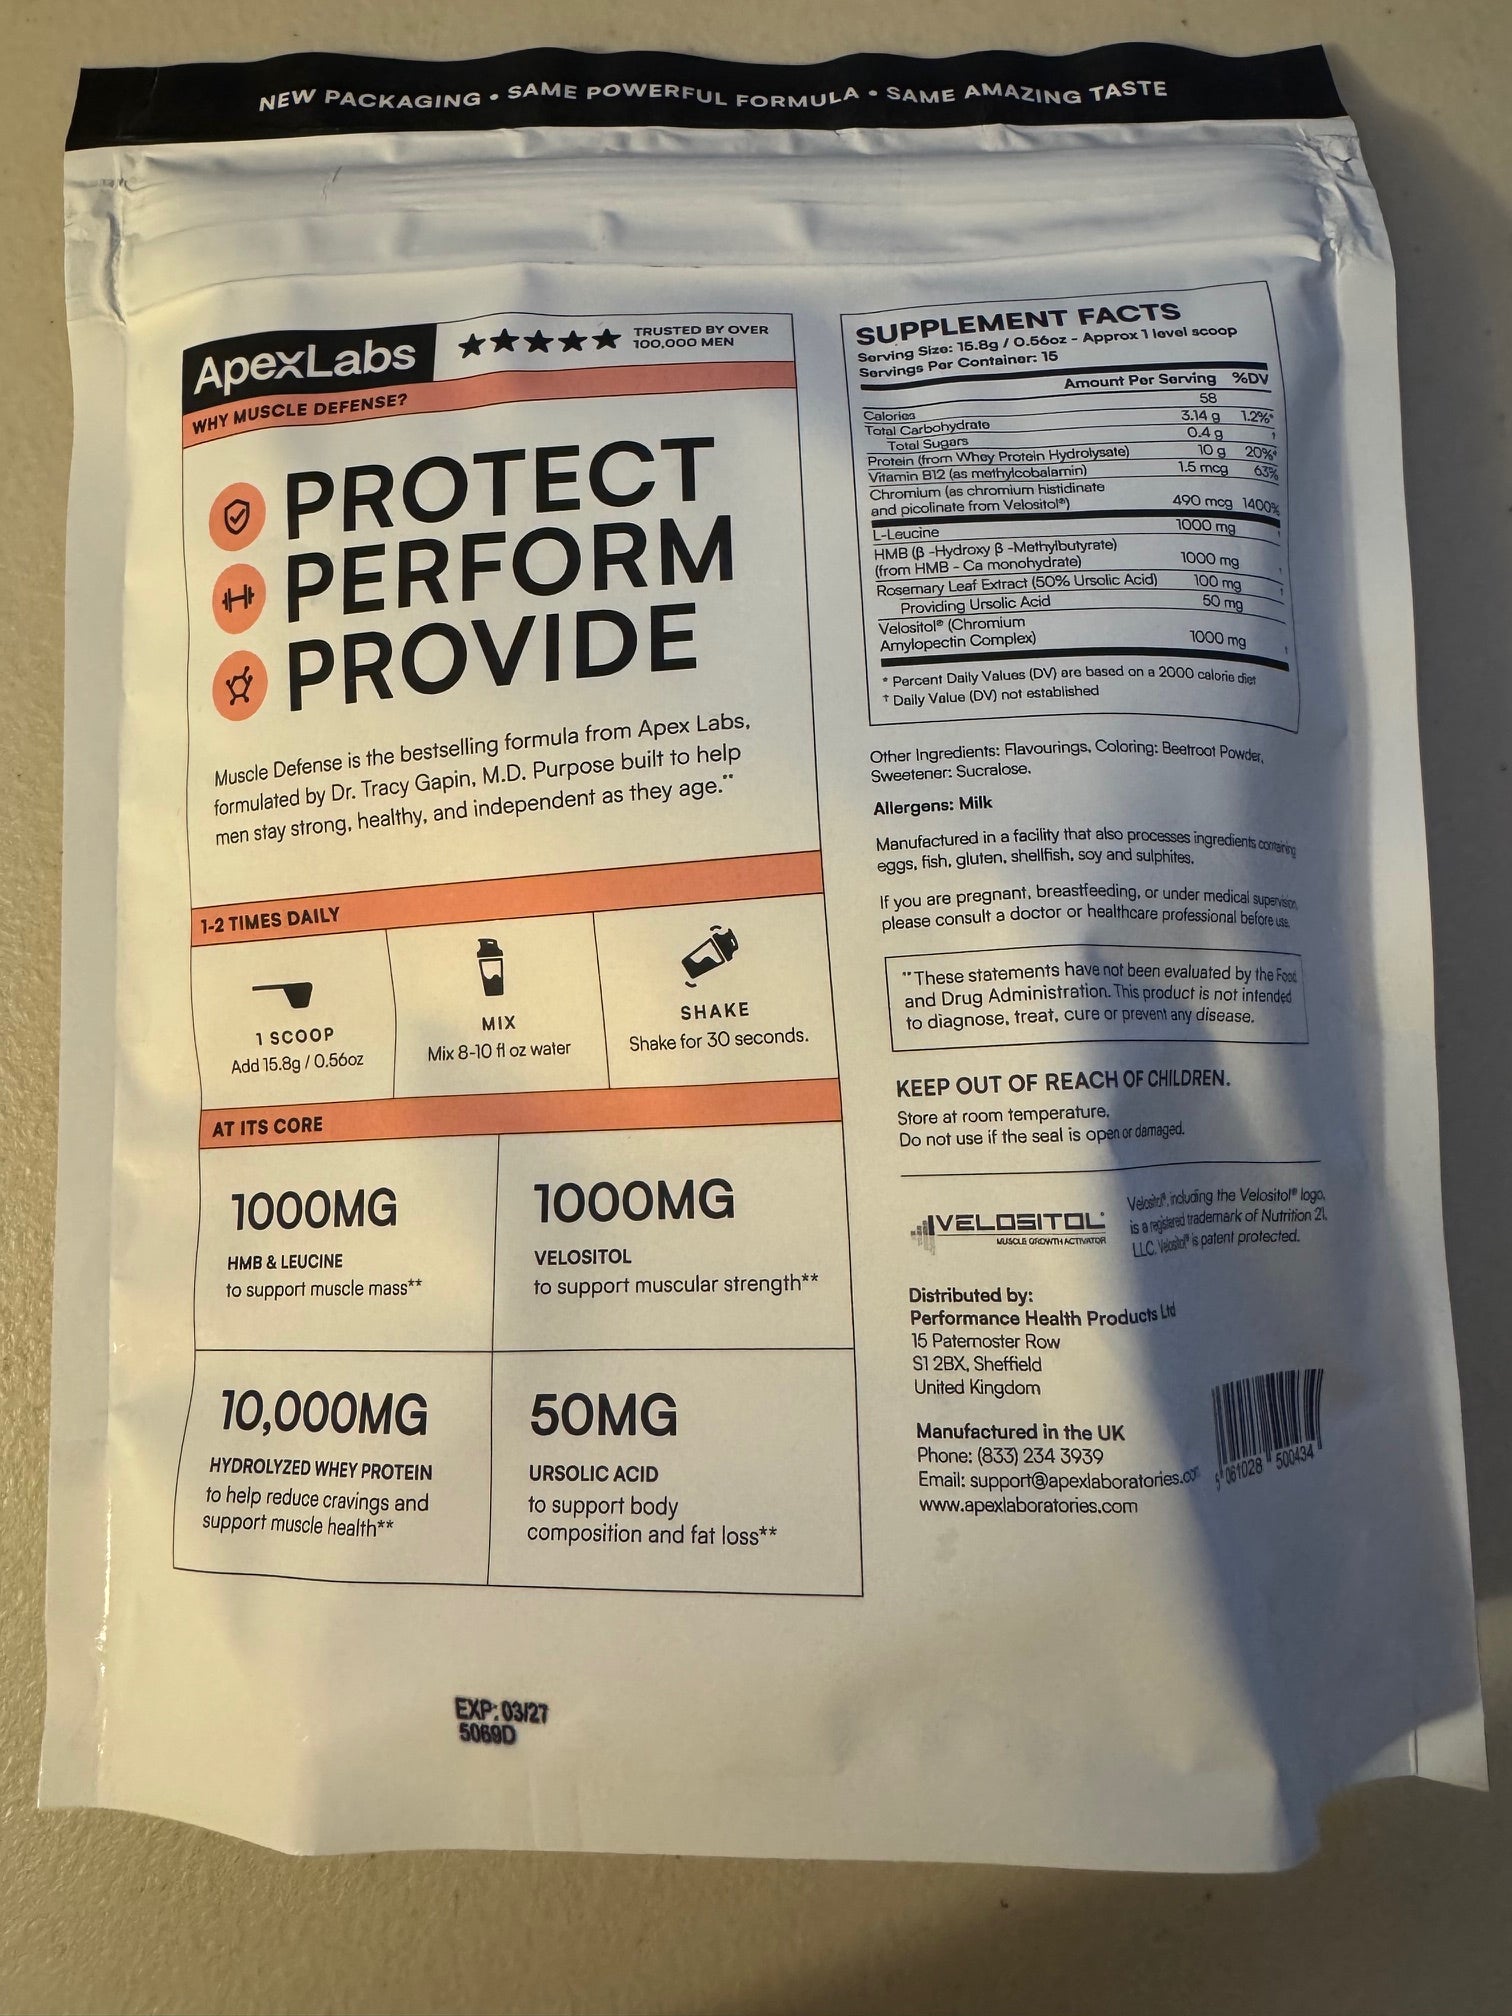 NEW PACKAGING • SAME POWERFUL FORMULA • SAME AMAZING TASTE
ApexLabs
TRUSTED BY OVER
100,000 MEN
WHY MUSCLE DEFENSE?
PROTECT
PERFORM
PROVIDE
Muscle Defense is the bestselling formula from Apex Labs,
formulated by Dr. Tracy Gapin, M.D. Purpose built to help
men stay strong, healthy, and independent as they age.**
1-2 TIMES DAILY
1 SCOOP
Add 15.8g / 0.56oz
MIX
Mix 8-10 fl oz water
SHAKE
Shake for 30 seconds.
AT ITS CORE
1000MG
HMB & LEUCINE
to support muscle mass**
1000MG
VELOSITOL
to support muscular strength**
10,000MG
HYDROLYZED WHEY PROTEIN
to help reduce cravings and
support muscle health**
50MG
URSOLIC ACID
to support body
composition and fat loss**
EXP: 03/27
5069D
SUPPLEMENT FACTS
Serving Size: 15.8g / 0.56oz - Approx 1 level scoop
Servings Per Container: 15
Amount Per Serving %DV
Calories 58
Total Carbohydrate 3.14 g 1.2%*
Total Sugars 0.4 g †
Protein (from Whey Protein Hydrolysate) 10 g 20%*
Vitamin B12 (as methylcobalamin) 1.5 mcg 63%
Chromium (as chromium histidinate
and picolinate from Velositol®) 490 mcg 1400%
L-Leucine 1000 mg †
HMB (β -Hydroxy β -Methylbutyrate)
(from HMB - Ca monohydrate) 1000 mg †
Rosemary Leaf Extract (50% Ursolic Acid) 100 mg †
Providing Ursolic Acid 50 mg
Velositol® (Chromium
Amylopectin Complex) 1000 mg †
* Percent Daily Values (DV) are based on a 2000 calorie diet
† Daily Value (DV) not established
Other Ingredients: Flavourings, Coloring: Beetroot Powder,
Sweetener: Sucralose.
Allergens: Milk
Manufactured in a facility that also processes ingredients containing
eggs, fish, gluten, shellfish, soy and sulphites.
If you are pregnant, breastfeeding, or under medical supervision,
please consult a doctor or healthcare professional before use.
**These statements have not been evaluated by the Food
and Drug Administration. This product is not intended
to diagnose, treat, cure or prevent any disease.
KEEP OUT OF REACH OF CHILDREN.
Store at room temperature.
Do not use if the seal is open or damaged.
VELOSITOL®
MUSCLE GROWTH ACTIVATOR
Velositol®, including the Velositol® logo,
is a registered trademark of Nutrition 21,
LLC. Velositol® is patent protected.
Distributed by:
Performance Health Products Ltd
15 Paternoster Row
S1 2BX, Sheffield
United Kingdom
Manufactured in the UK
Phone: (833) 234 3939
Email: support@apexlaboratories.com
www.apexlaboratories.com
5 061028 500434